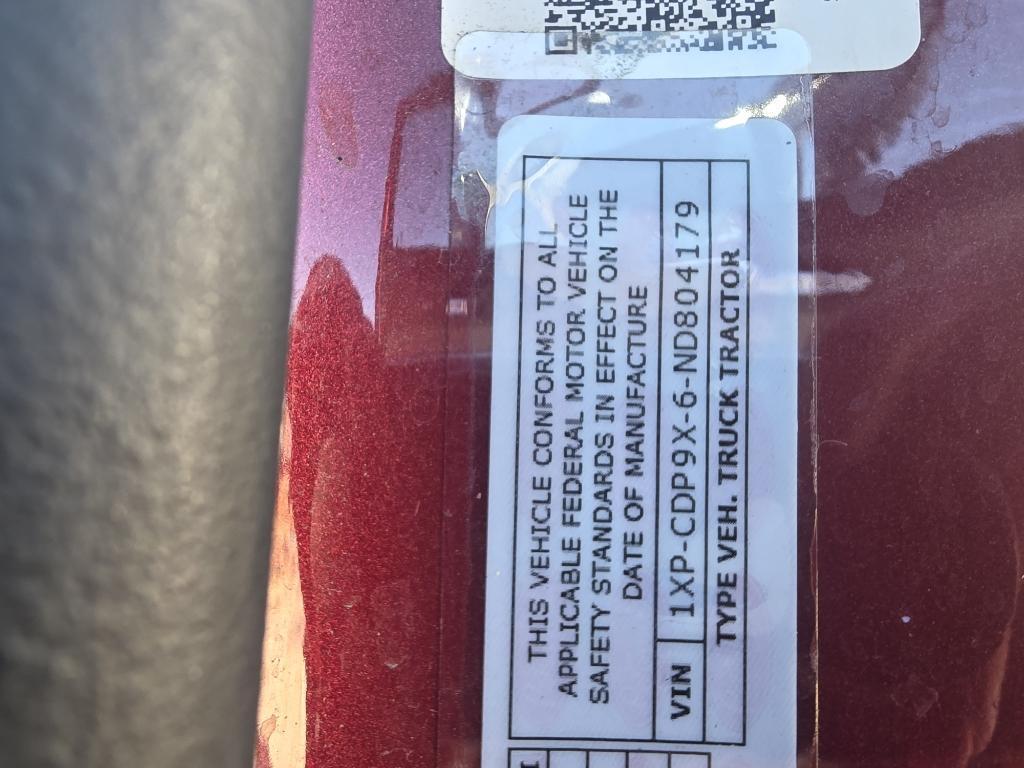 THIS VEHICLE CONFORMS TO ALL
APPLICABLE FEDERAL MOTOR VEHICLE
SAFETY STANDARDS IN EFFECT ON THE
DATE OF MANUFACTURE
VIN 1XP-CDP9X-6-ND804179
TYPE VEH. TRUCK TRACTOR